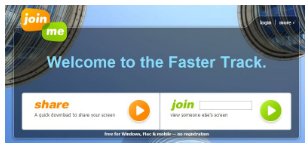 join
me
login | more
Welcome to the Faster Track.
share
A quick download to share your screen
join
view someone else's screen
free for Windows, Mac & mobile — no registration